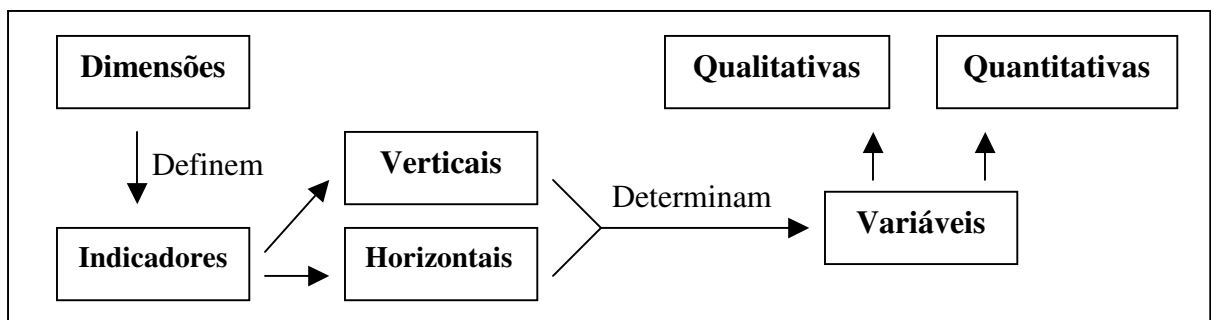 Dimensões
Qualitativas
Quantitativas
Definem
Verticais
Determinam
Variáveis
Indicadores
Horizontais